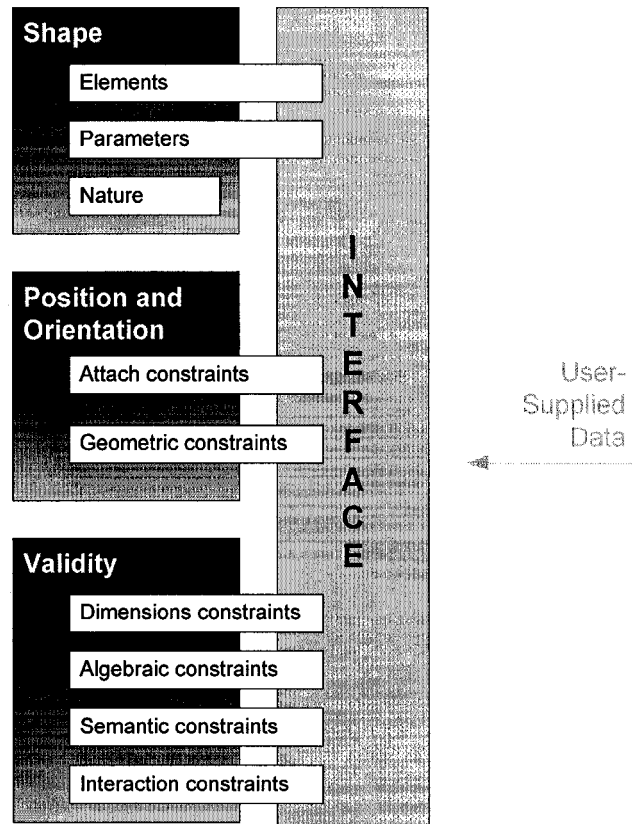 Shape
Elements
Parameters
Nature
Position and
Orientation
Attach constraints
Geometric constraints
Validity
Dimensions constraints
Algebraic constraints
Semantic constraints
Interaction constraints
INTERFACE
User-
Supplied
Data